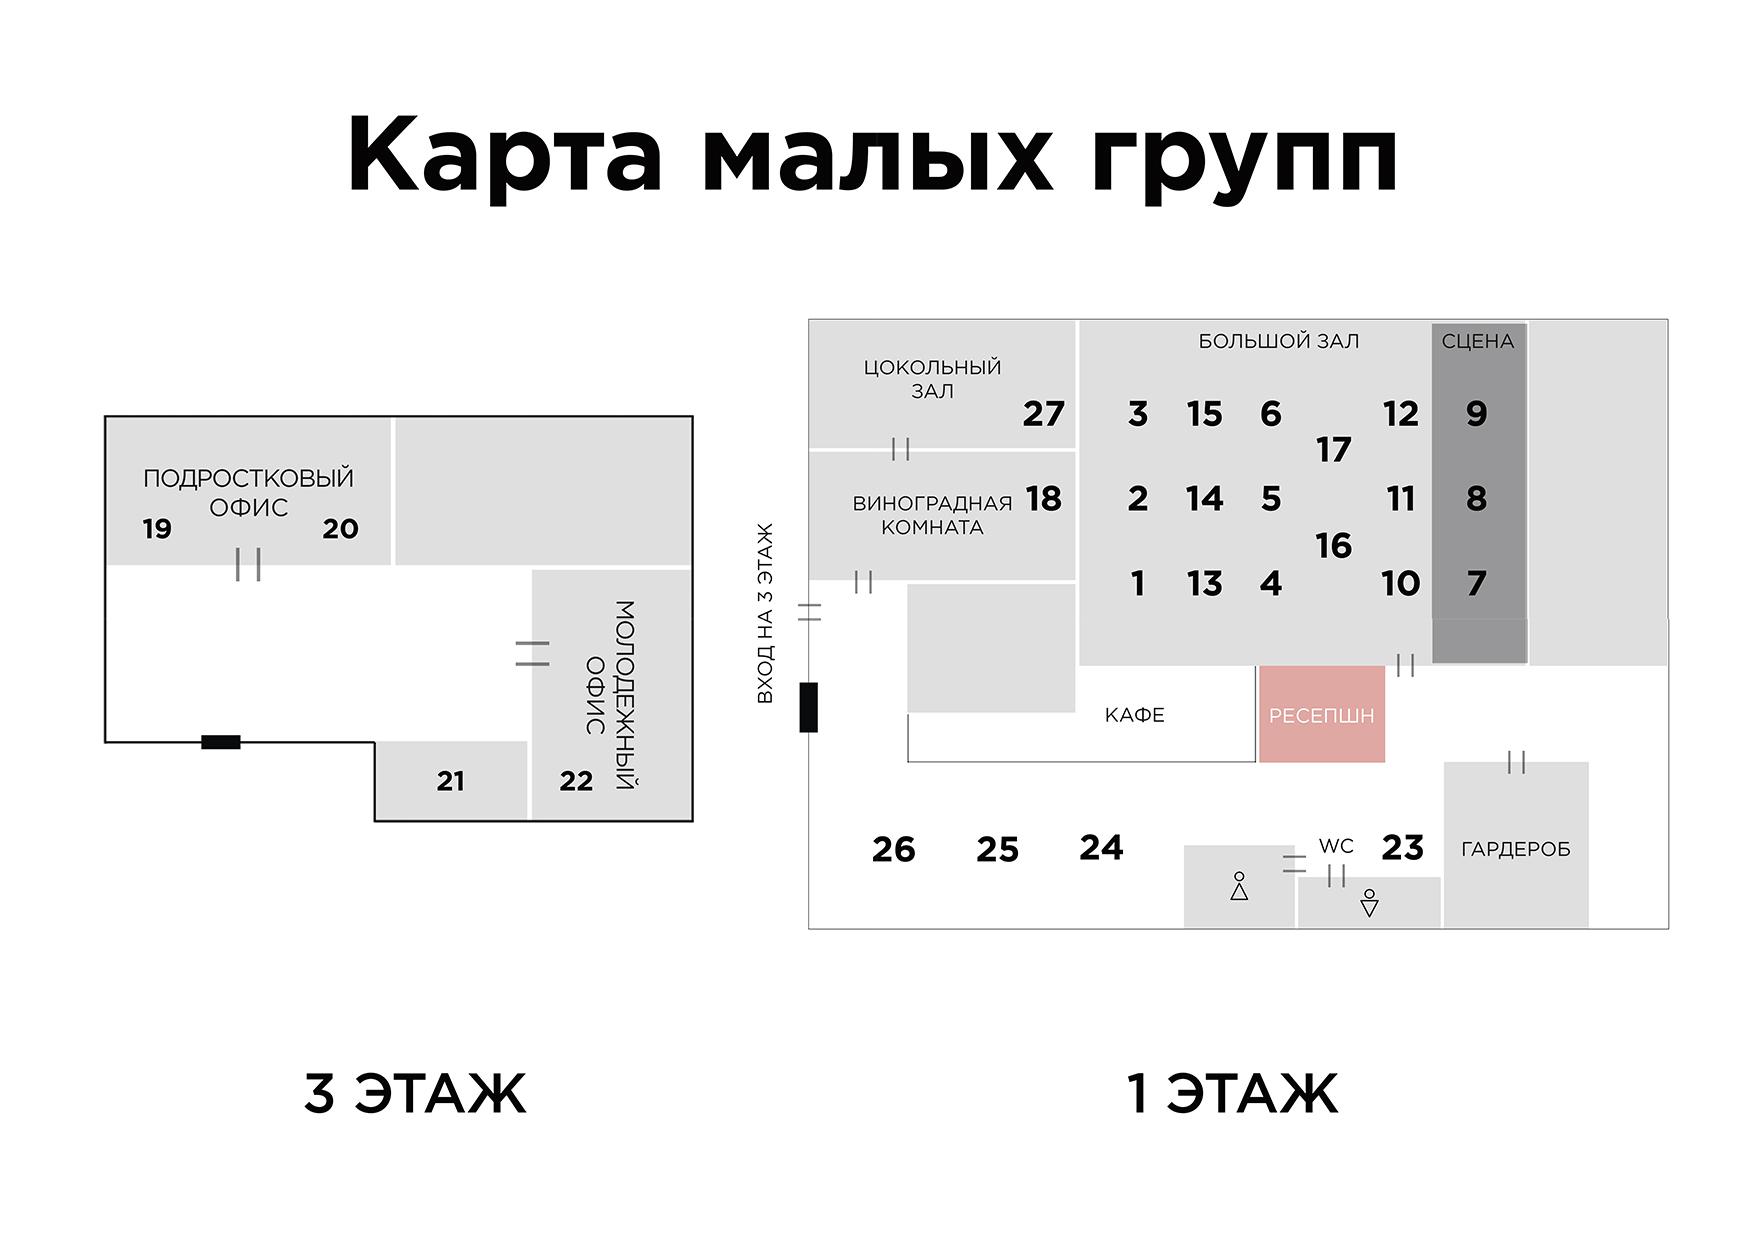 Карта малых групп
ПОДРОСТКОВЫЙ
ОФИС
19 20
МОЛОДЕЖНЫЙ
ОФИС
21 22
3 ЭТАЖ
ВХОД НА 3 ЭТАЖ
ЦОКОЛЬНЫЙ
ЗАЛ
27
ВИНОГРАДНАЯ
КОМНАТА
18
БОЛЬШОЙ ЗАЛ
СЦЕНА
3 15 6 12 9
17
2 14 5 11 8
16
1 13 4 10 7
КАФЕ
РЕСЕПШН
26 25 24
WC
23
ГАРДЕРОБ
1 ЭТАЖ